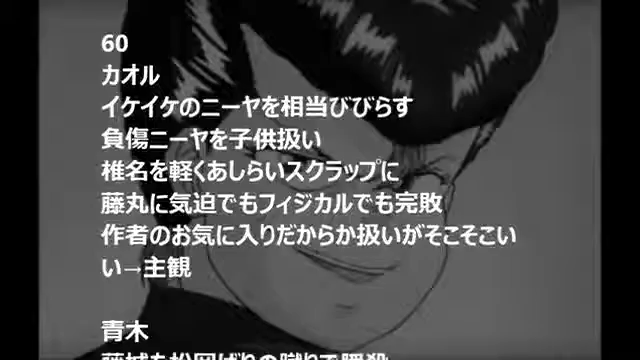 60
カオル
イケイケのニーヤを相当びびらす
負傷ニーヤを子供扱い
椎名を軽くあしらいスクラップに
藤丸に気迫でもフィジカルでも完敗
作者のお気に入りだからか扱いがそこそこい
い→主観
青木